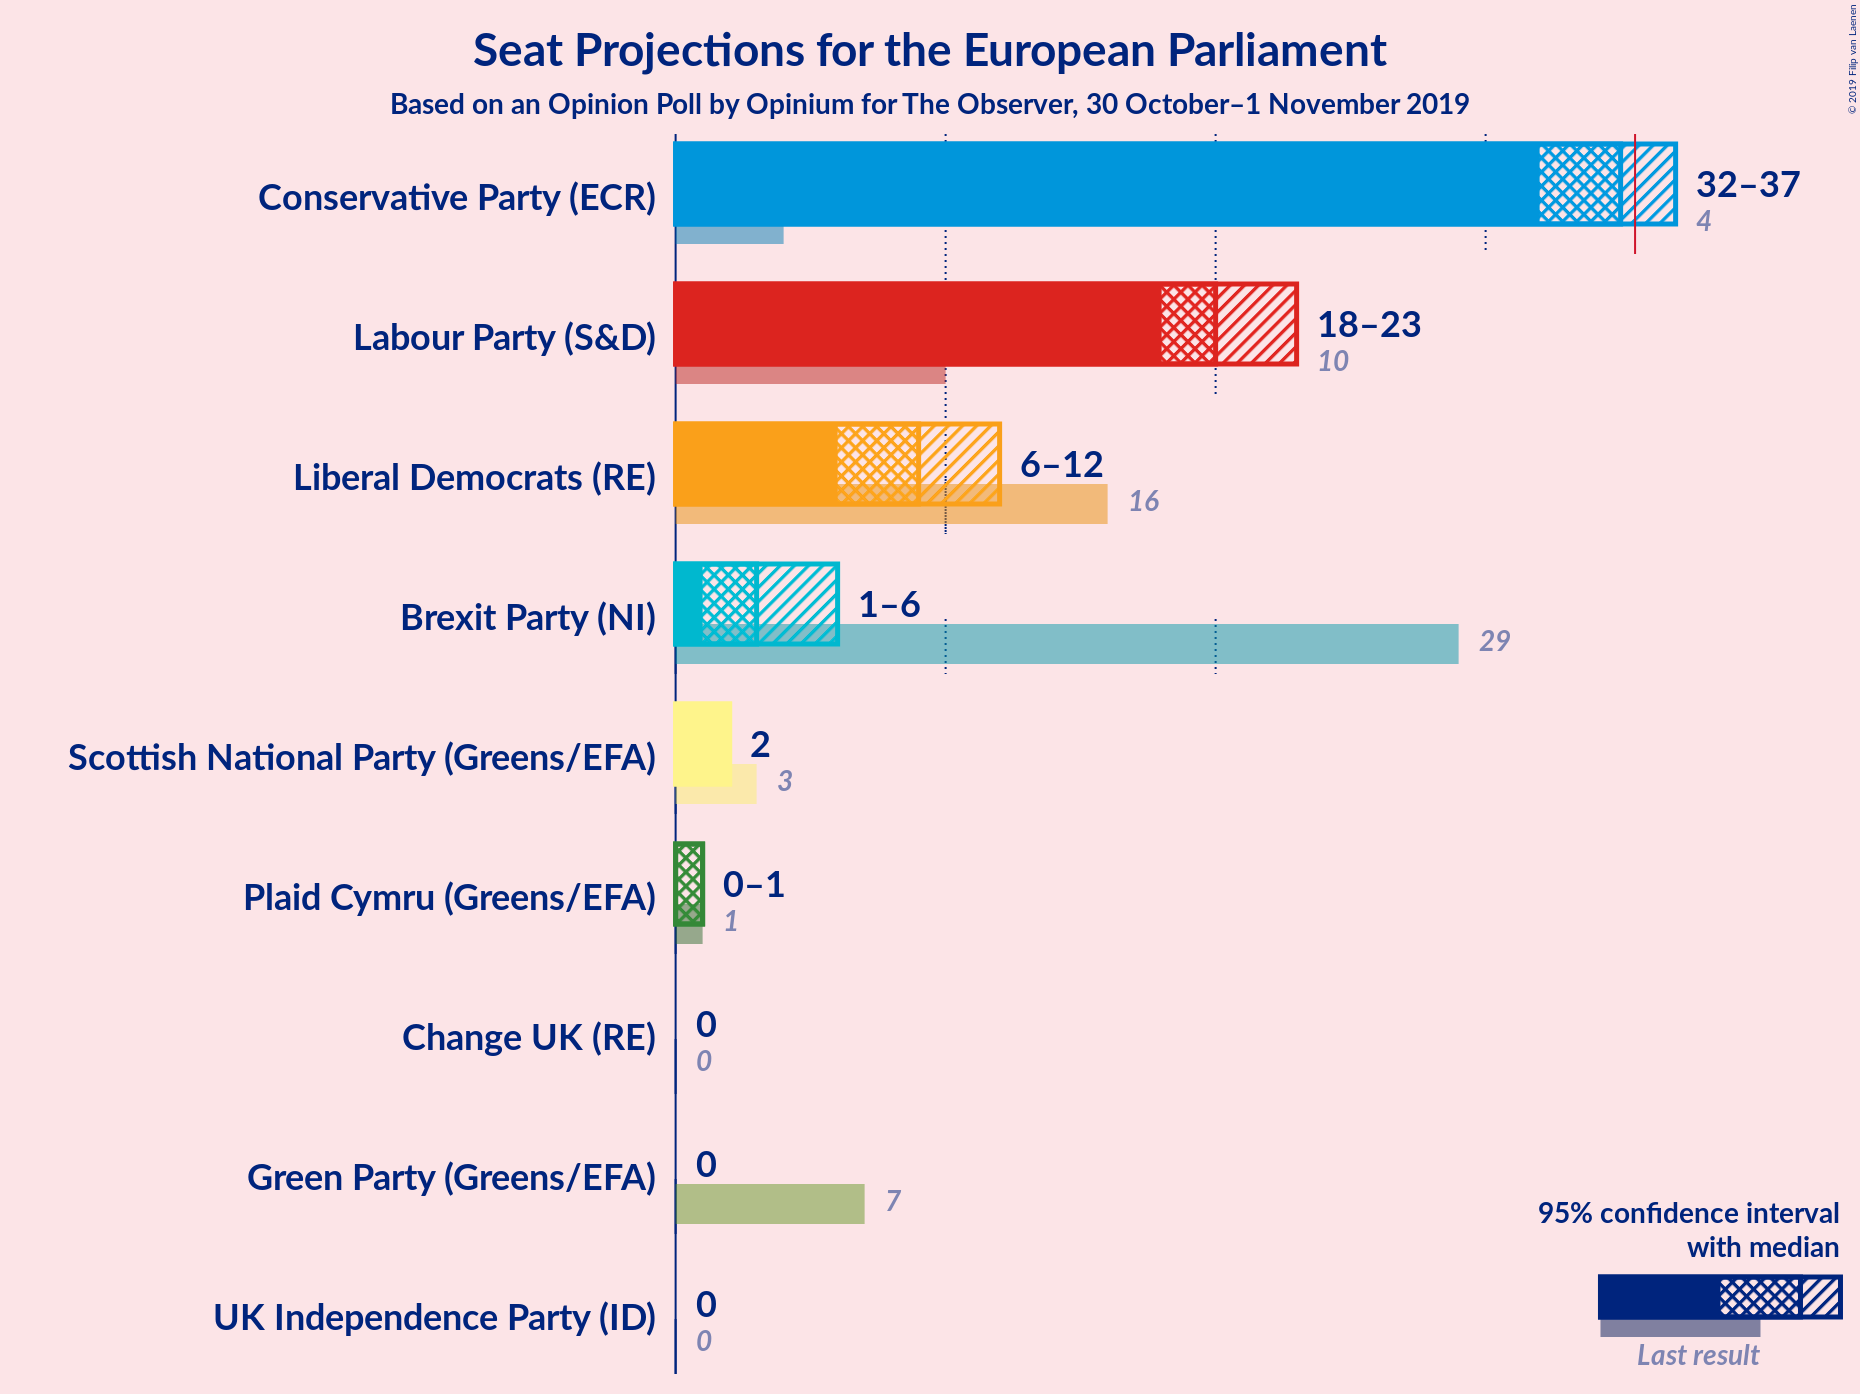 Seat Projections for the European Parliament
Based on an Opinion Poll by Opinium for The Observer, 30 October–1 November 2019
© 2019 Filip van Laenen
Conservative Party (ECR)
32–37
4
Labour Party (S&D)
18–23
10
Liberal Democrats (RE)
6–12
16
Brexit Party (NI)
1–6
29
Scottish National Party (Greens/EFA)
2
3
Plaid Cymru (Greens/EFA)
0–1
1
Change UK (RE)
0
0
Green Party (Greens/EFA)
0
7
UK Independence Party (ID)
0
0
95% confidence interval
with median
Last result